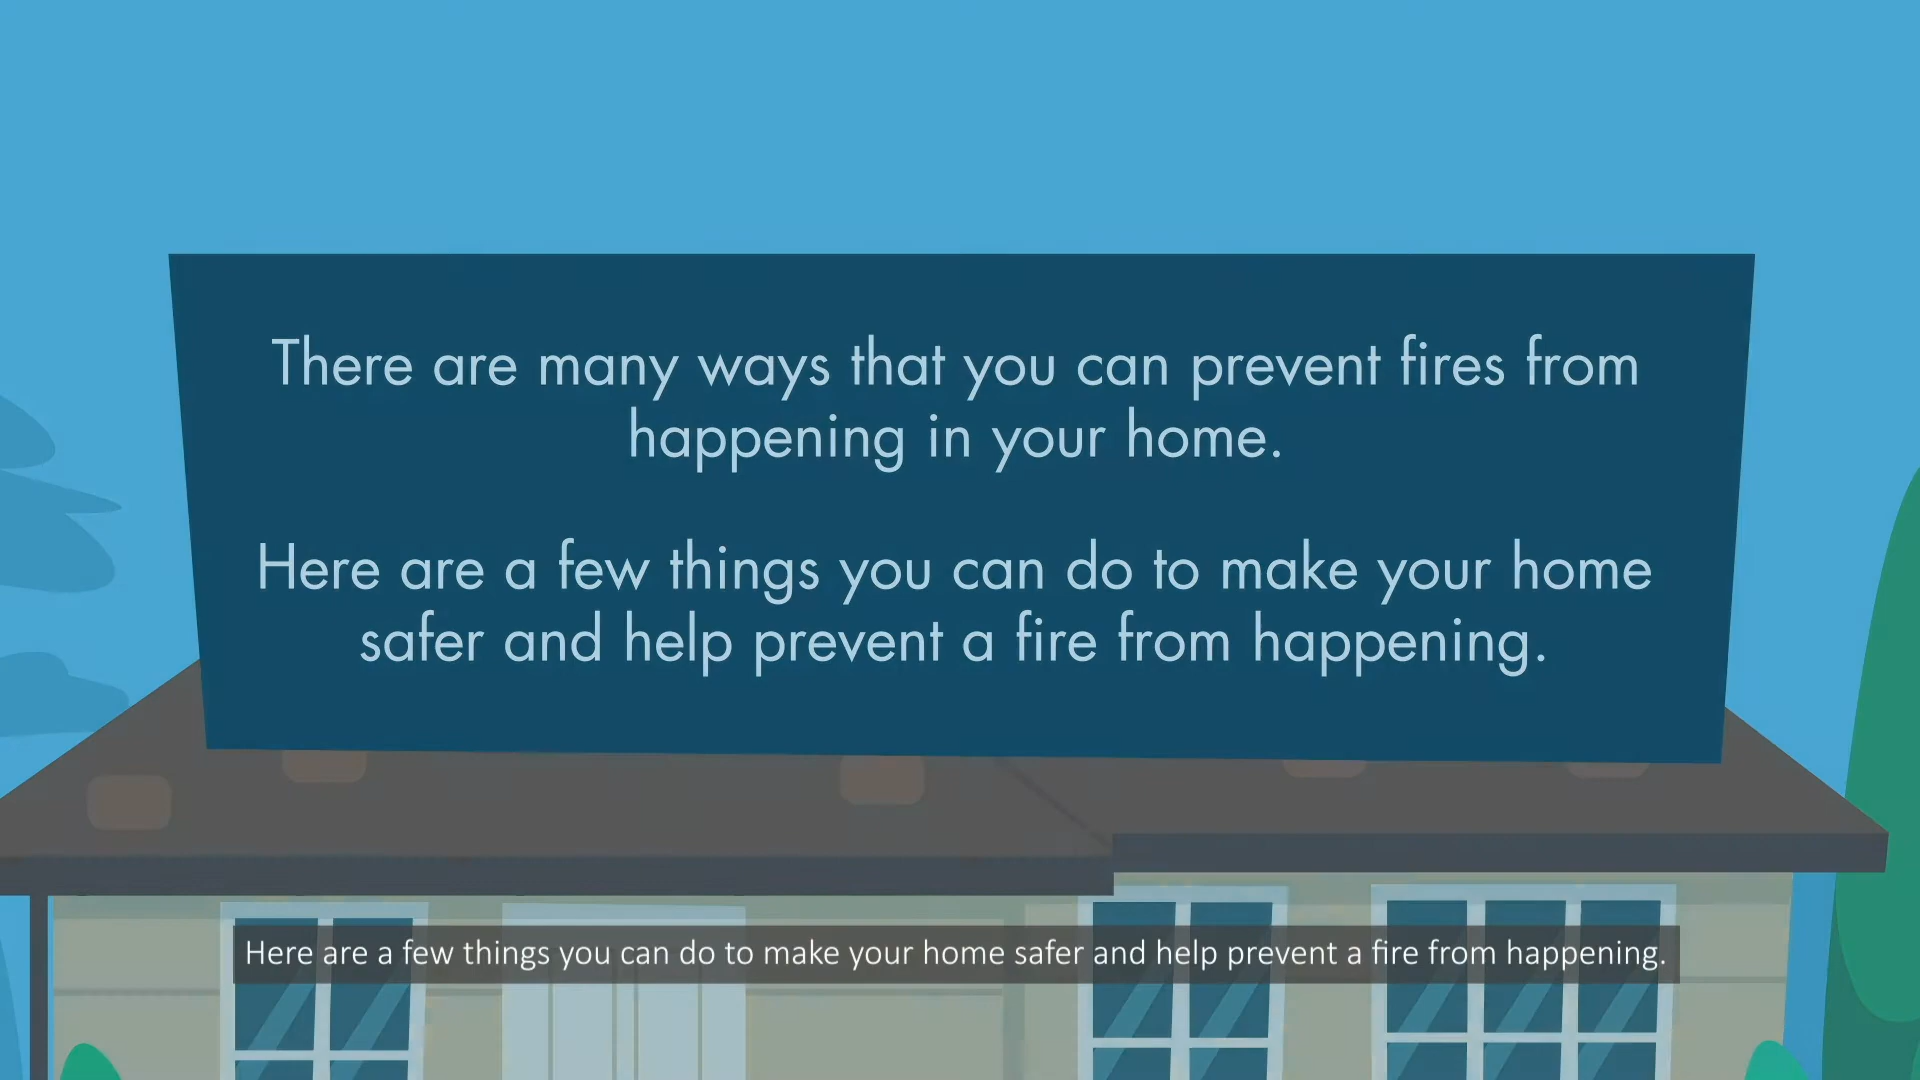 There are many ways that you can prevent fires from
happening in your home.
Here are a few things you can do to make your home
safer and help prevent a fire from happening.
Here are a few things you can do to make your home safer and help prevent a fire from happening.